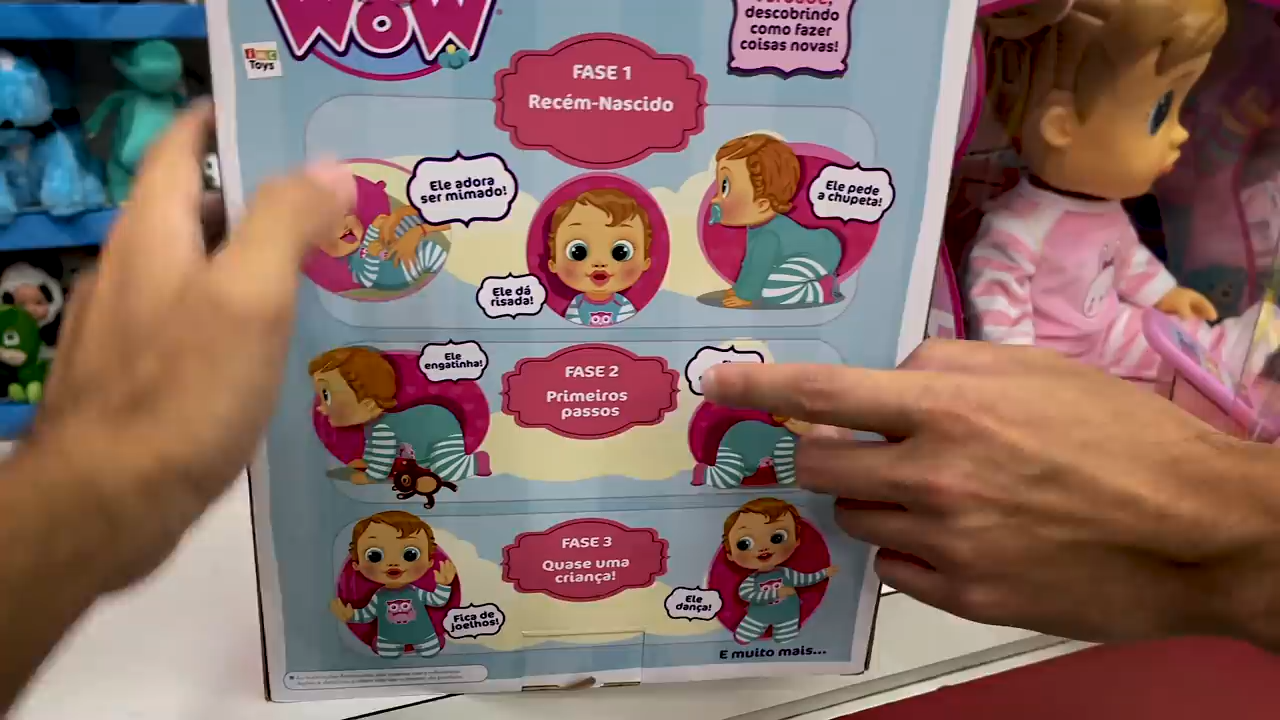 WOW
imc
Toys
descobrindo
como fazer
coisas novas!
FASE 1
Recém-Nascido
Ele adora
ser mimado!
Ele pede
a chupeta!
Ele dá
risada!
Ele
engatinha!
FASE 2
Primeiros
passos
FASE 3
Quase uma
criança!
Fica de
joelhos!
Ele
dança!
E muito mais...